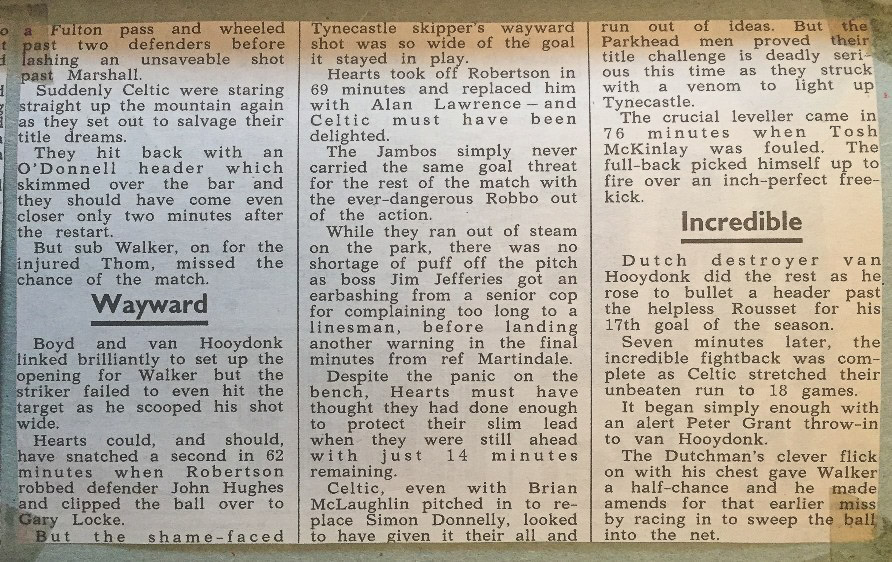 a Fulton pass and wheeled
past two defenders before
lashing an unsaveable shot
past Marshall.
Suddenly Celtic were staring
straight up the mountain again
as they set out to salvage their
title dreams.
They hit back with an
O'Donnell header which
skimmed over the bar and
they should have come even
closer only two minutes after
the restart.
But sub Walker, on for the
injured Thom, missed the
chance of the match.
Wayward
Boyd and van Hooydonk
linked brilliantly to set up the
opening for Walker but the
striker failed to even hit the
target as he scooped his shot
wide.
Hearts could, and should,
have snatched a second in 62
minutes when Robertson
robbed defender John Hughes
and clipped the ball over to
Gary Locke.
But the shame-faced
Tynecastle skipper's wayward
shot was so wide of the goal
it stayed in play.
Hearts took off Robertson in
69 minutes and replaced him
with Alan Lawrence – and
Celtic must have been
delighted.
The Jambos simply never
carried the same goal threat
for the rest of the match with
the ever-dangerous Robbo out
of the action.
While they ran out of steam
on the park, there was no
shortage of puff off the pitch
as boss Jim Jefferies got an
earbashing from a senior cop
for complaining too long to a
linesman, before landing
another warning in the final
minutes from ref Martindale.
Despite the panic on the
bench, Hearts must have
thought they had done enough
to protect their slim lead
when they were still ahead
with just 14 minutes
remaining.
Celtic, even with Brian
McLaughlin pitched in to re-
place Simon Donnelly, looked
to have given it their all and
run out of ideas. But the
Parkhead men proved their
title challenge is deadly seri-
ous this time as they struck
with a venom to light up
Tynecastle.
The crucial leveller came in
76 minutes when Tosh
McKinlay was fouled. The
full-back picked himself up to
fire over an inch-perfect free-
kick.
Incredible
Dutch destroyer van
Hooydonk did the rest as he
rose to bullet a header past
the helpless Rousset for his
17th goal of the season.
Seven minutes later, the
incredible fightback was com-
plete as Celtic stretched their
unbeaten run to 18 games.
It began simply enough with
an alert Peter Grant throw-in
to van Hooydonk.
The Dutchman's clever flick
on with his chest gave Walker
a half-chance and he made
amends for that earlier miss
by racing in to sweep the ball
into the net.